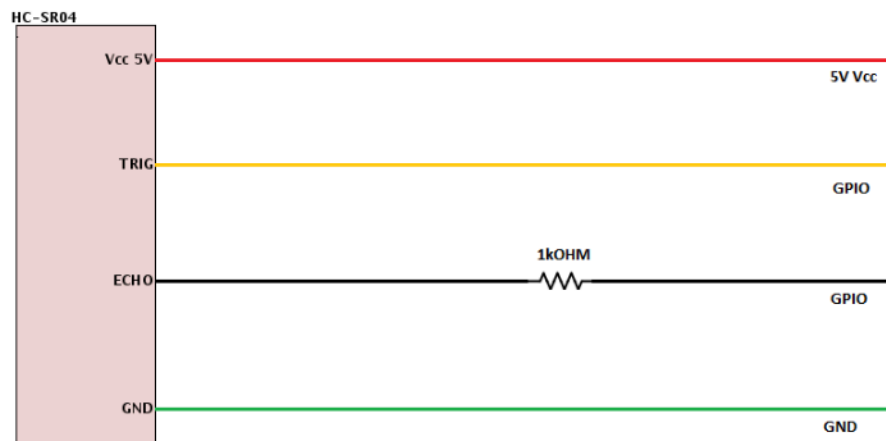 HC-SR04
Vcc 5V
5V Vcc
TRIG
GPIO
1kOHM
ECHO
GPIO
GND
GND